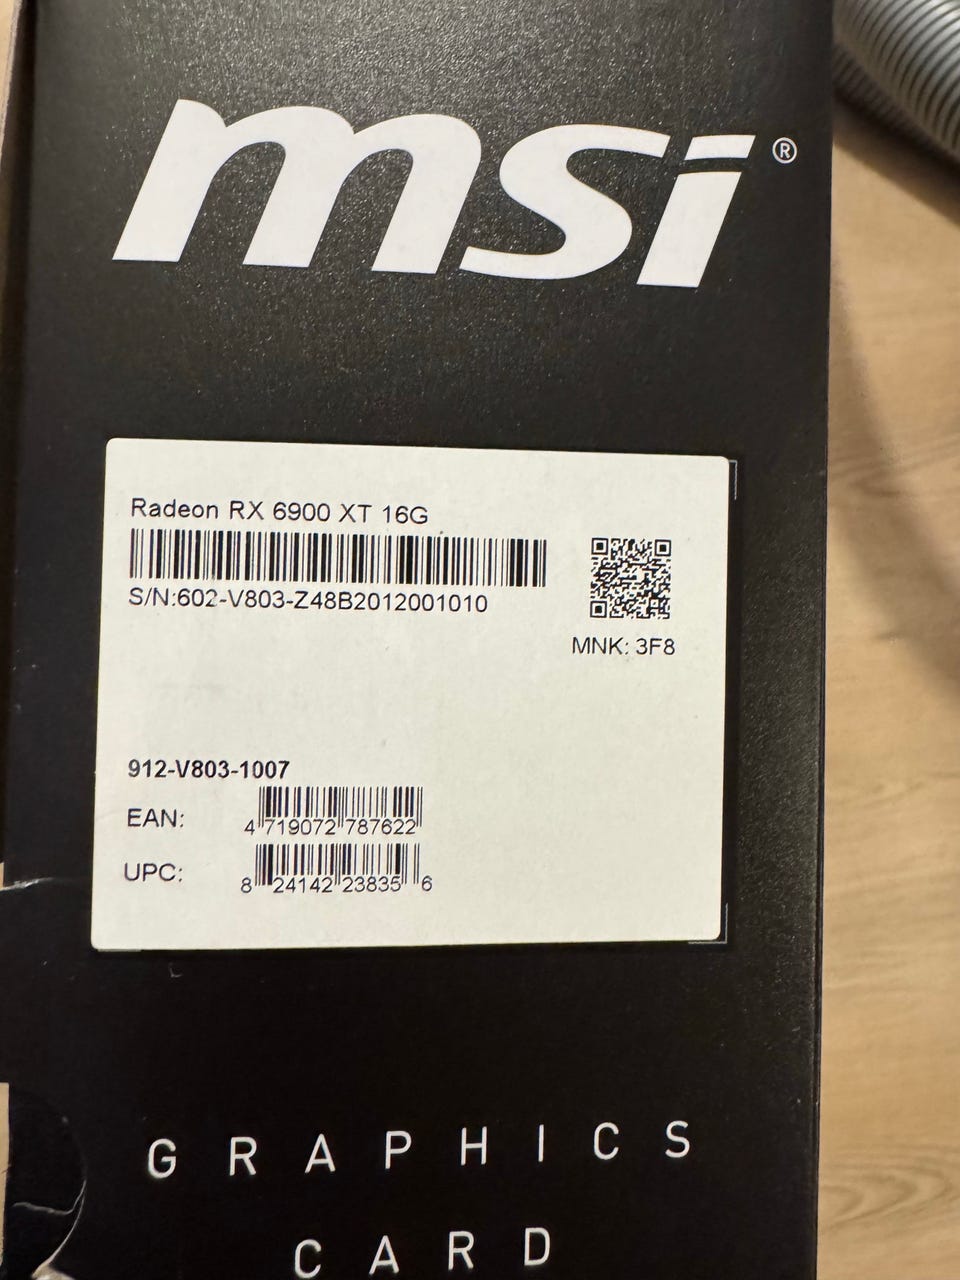 msi®
Radeon RX 6900 XT 16G
S/N:602-V803-Z48B2012001010
MNK: 3F8
912-V803-1007
EAN:
4 719072 787622
UPC:
8 24142 23835 6
GRAPHICS
CARD